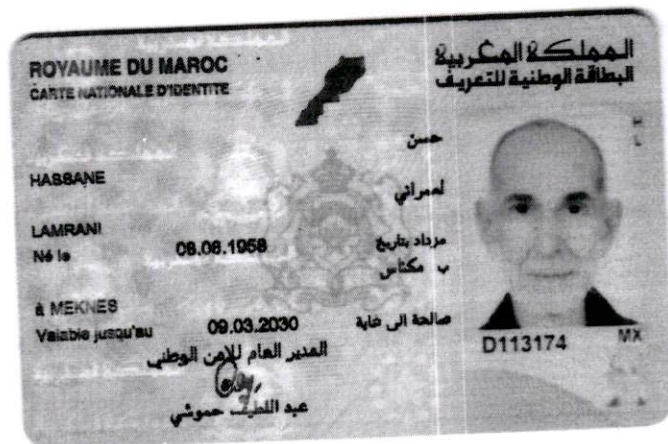 ROYAUME DU MAROC
CARTE NATIONALE D'IDENTITE
المملكة المغربية
البطاقة الوطنية للتعريف
حسن
HASSANE
لعمراني
LAMRANI
Né le 08.08.1958 مزداد بتاريخ
ب مكناس
à MEKNES
Valable jusqu'au 09.03.2030 صالحة الى غاية
المدير العام للأمن الوطني
عبد اللطيف حموشي
D113174
MX